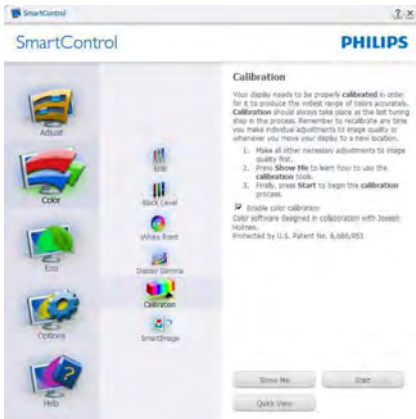 SmartControl
SmartControl
PHILIPS
Adjust
Color
Eco
Options
Help
RGB
Black Level
White Point
Display Gamma
Calibration
SmartImage
Calibration
Your display needs to be properly calibrated in order
for it to produce the widest range of colors accurately.
Calibration should always take place as the last tuning
step in the process. Remember to recalibrate any time
you make individual adjustments to image quality or
whenever you move your display to a new location.
1. Make all other necessary adjustments to image
quality first.
2. Press Show Me to learn how to use the
calibration tools.
3. Finally, press Start to begin the calibration
process.
Enable color calibration
Color software designed in collaboration with Joseph
Holmes.
Protected by U.S. Patent No. 6,686,953
Show Me
Start
Quick View